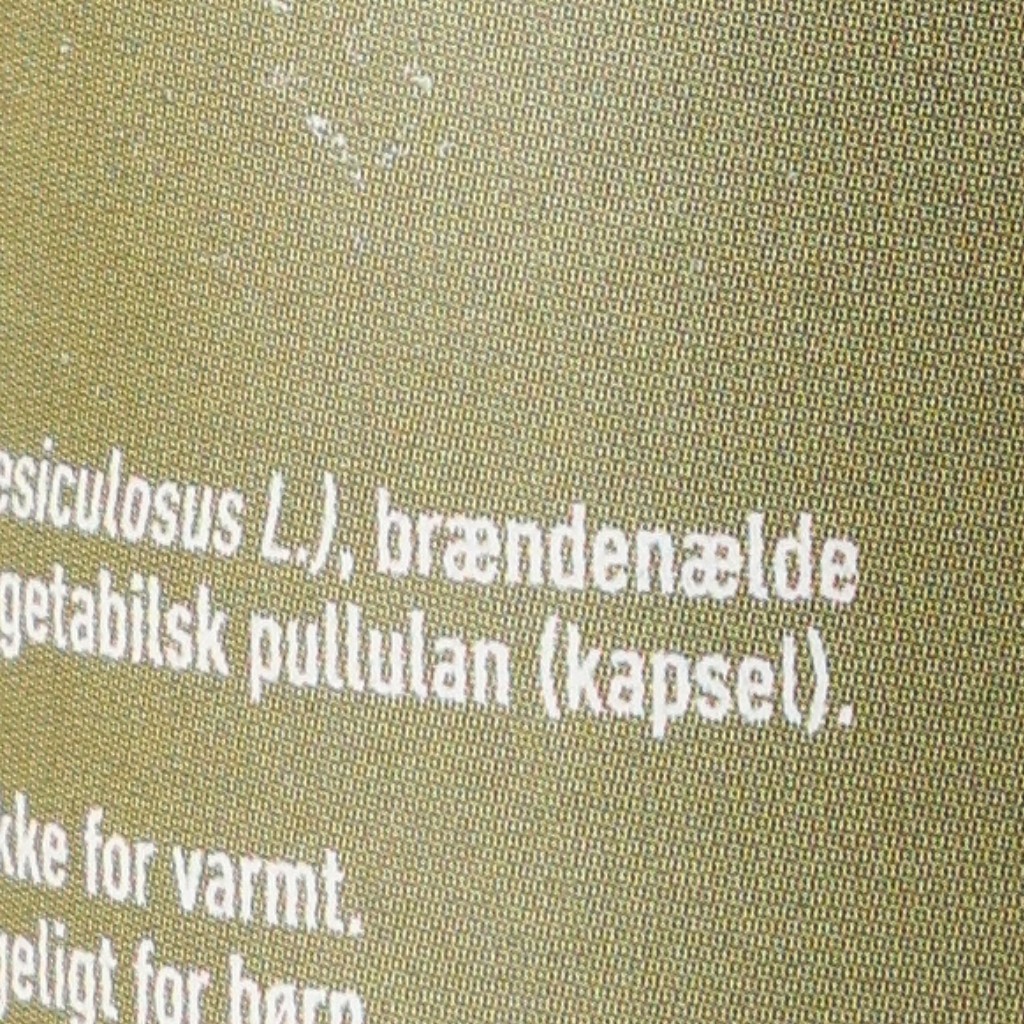 esiculosus L.), brændenælde
getabilsk pullulan (kapsel).
kke for varmt.
geligt for børn